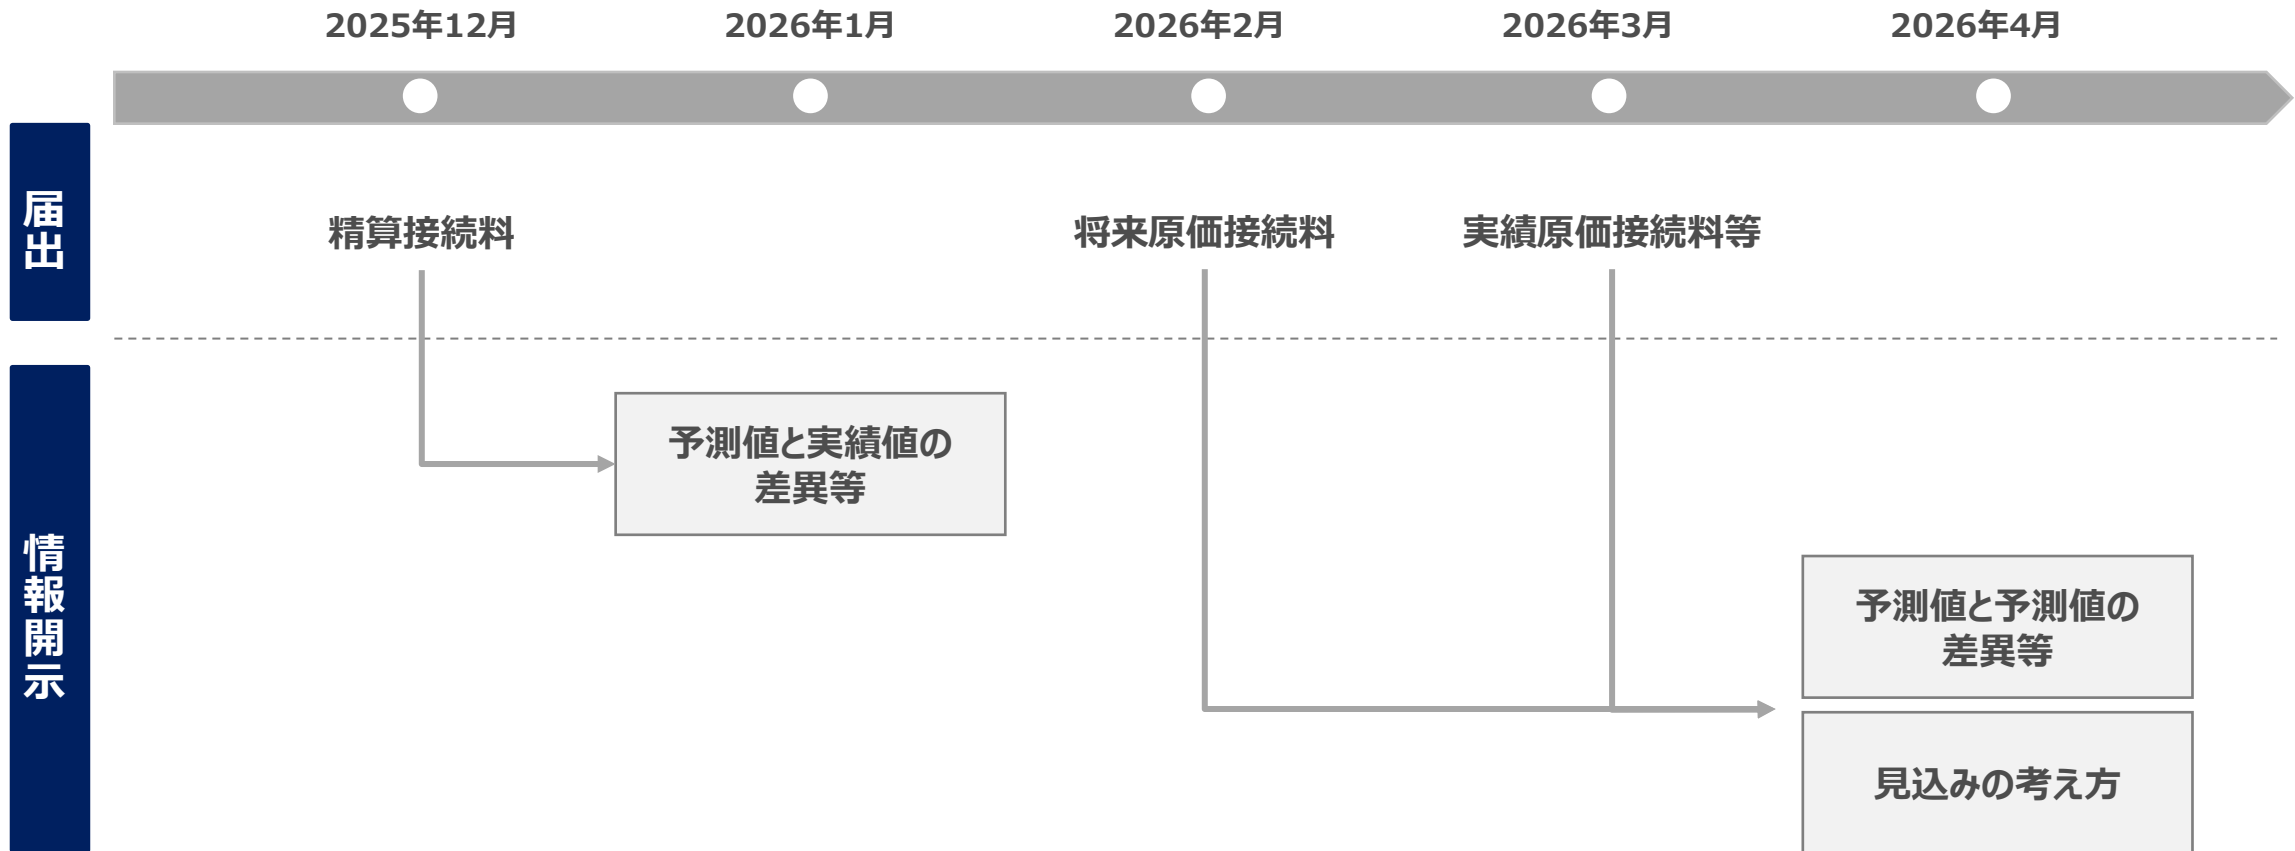 2025年12月
2026年1月
2026年2月
2026年3月
2026年4月
届出
精算接続料
将来原価接続料
実績原価接続料等
情報開示
予測値と実績値の
差異等
予測値と予測値の
差異等
見込みの考え方